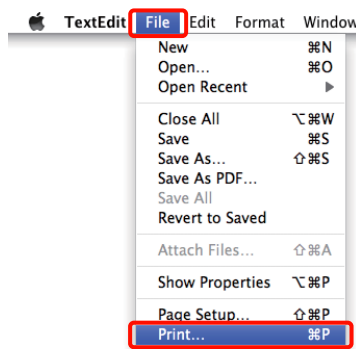 TextEdit File Edit Format Window
New ⌘N
Open... ⌘O
Open Recent ▶
Close All ⌥⌘W
Save ⌘S
Save As... ⇧⌘S
Save As PDF...
Save All
Revert to Saved
Attach Files... ⇧⌘A
Show Properties ⌥⌘P
Page Setup... ⇧⌘P
Print... ⌘P